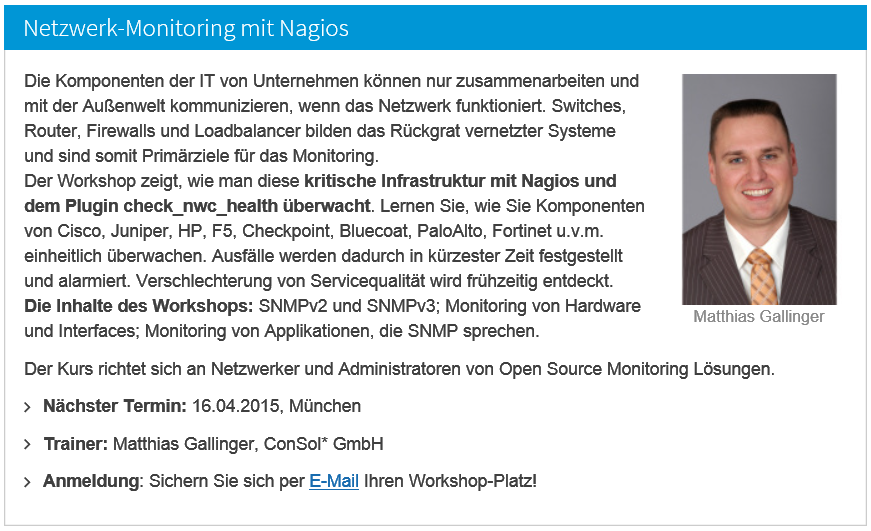 Netzwerk-Monitoring mit Nagios
Die Komponenten der IT von Unternehmen können nur zusammenarbeiten und
mit der Außenwelt kommunizieren, wenn das Netzwerk funktioniert. Switches,
Router, Firewalls und Loadbalancer bilden das Rückgrat vernetzter Systeme
und sind somit Primärziele für das Monitoring.
Der Workshop zeigt, wie man diese kritische Infrastruktur mit Nagios und
dem Plugin check_nwc_health überwacht. Lernen Sie, wie Sie Komponenten
von Cisco, Juniper, HP, F5, Checkpoint, Bluecoat, PaloAlto, Fortinet u.v.m.
einheitlich überwachen. Ausfälle werden dadurch in kürzester Zeit festgestellt
und alarmiert. Verschlechterung von Servicequalität wird frühzeitig entdeckt.
Die Inhalte des Workshops: SNMPv2 und SNMPv3; Monitoring von Hardware
und Interfaces; Monitoring von Applikationen, die SNMP sprechen.
Matthias Gallinger
Der Kurs richtet sich an Netzwerker und Administratoren von Open Source Monitoring Lösungen.
> Nächster Termin: 16.04.2015, München
> Trainer: Matthias Gallinger, ConSol* GmbH
> Anmeldung: Sichern Sie sich per E-Mail Ihren Workshop-Platz!